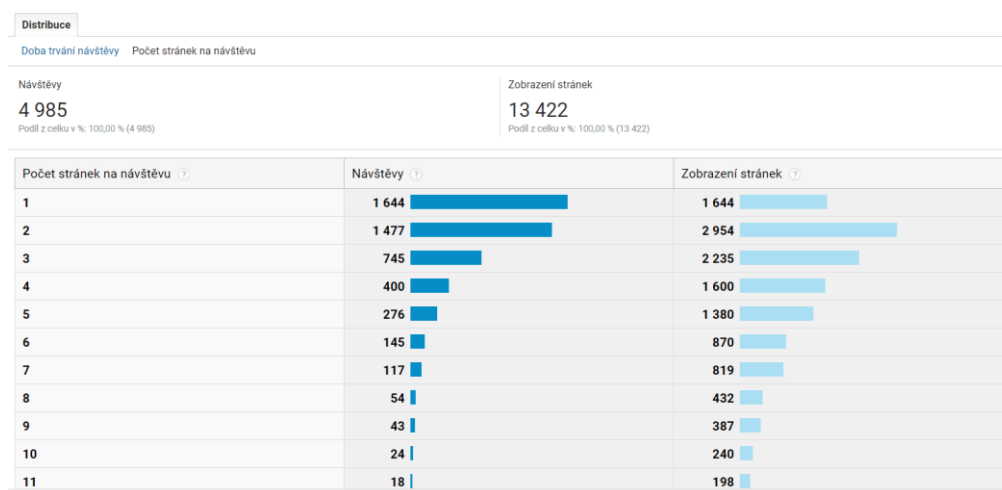 Distribuce
Doba trvání návštěvy Počet stránek na návštěvu
Návštěvy Zobrazení stránek
4 985 13 422
Podíl z celku v %: 100,00 % (4 985) Podíl z celku v %: 100,00 % (13 422)
Počet stránek na návštěvu ? Návštěvy ? Zobrazení stránek ?
1 1 644 1 644
2 1 477 2 954
3 745 2 235
4 400 1 600
5 276 1 380
6 145 870
7 117 819
8 54 432
9 43 387
10 24 240
11 18 198